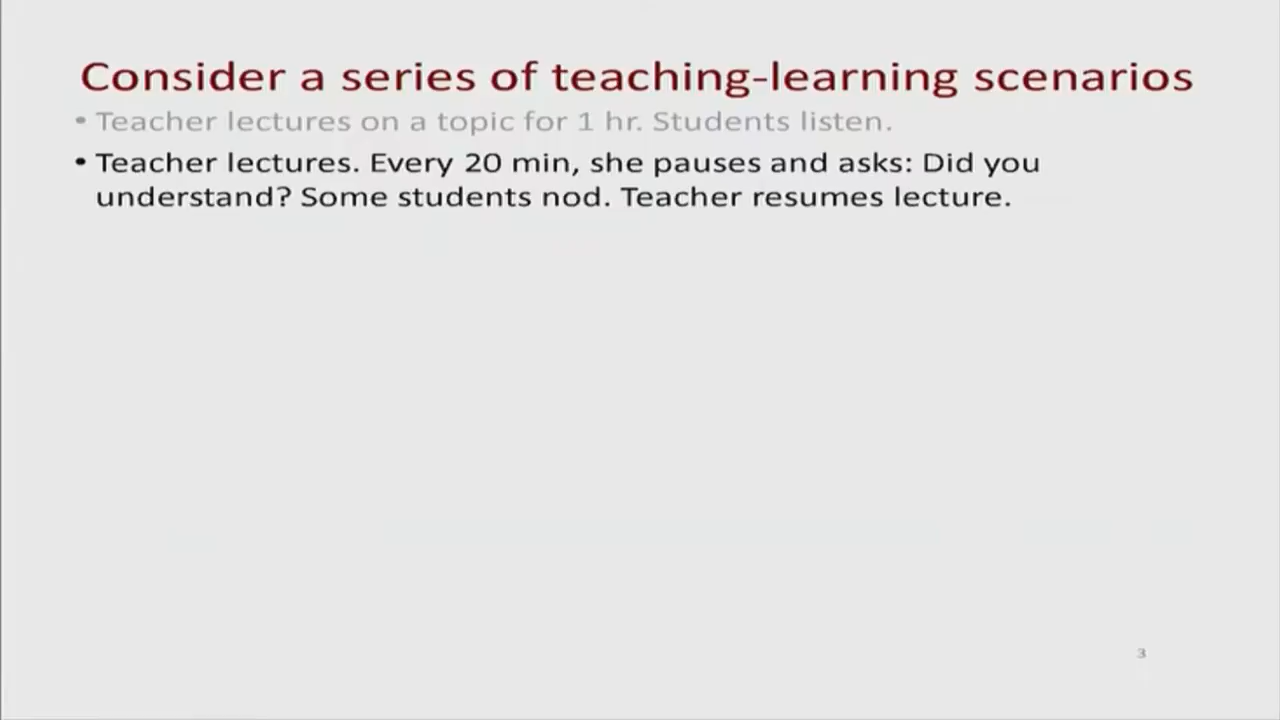 Consider a series of teaching-learning scenarios
• Teacher lectures on a topic for 1 hr. Students listen.
• Teacher lectures. Every 20 min, she pauses and asks: Did you
understand? Some students nod. Teacher resumes lecture.
3